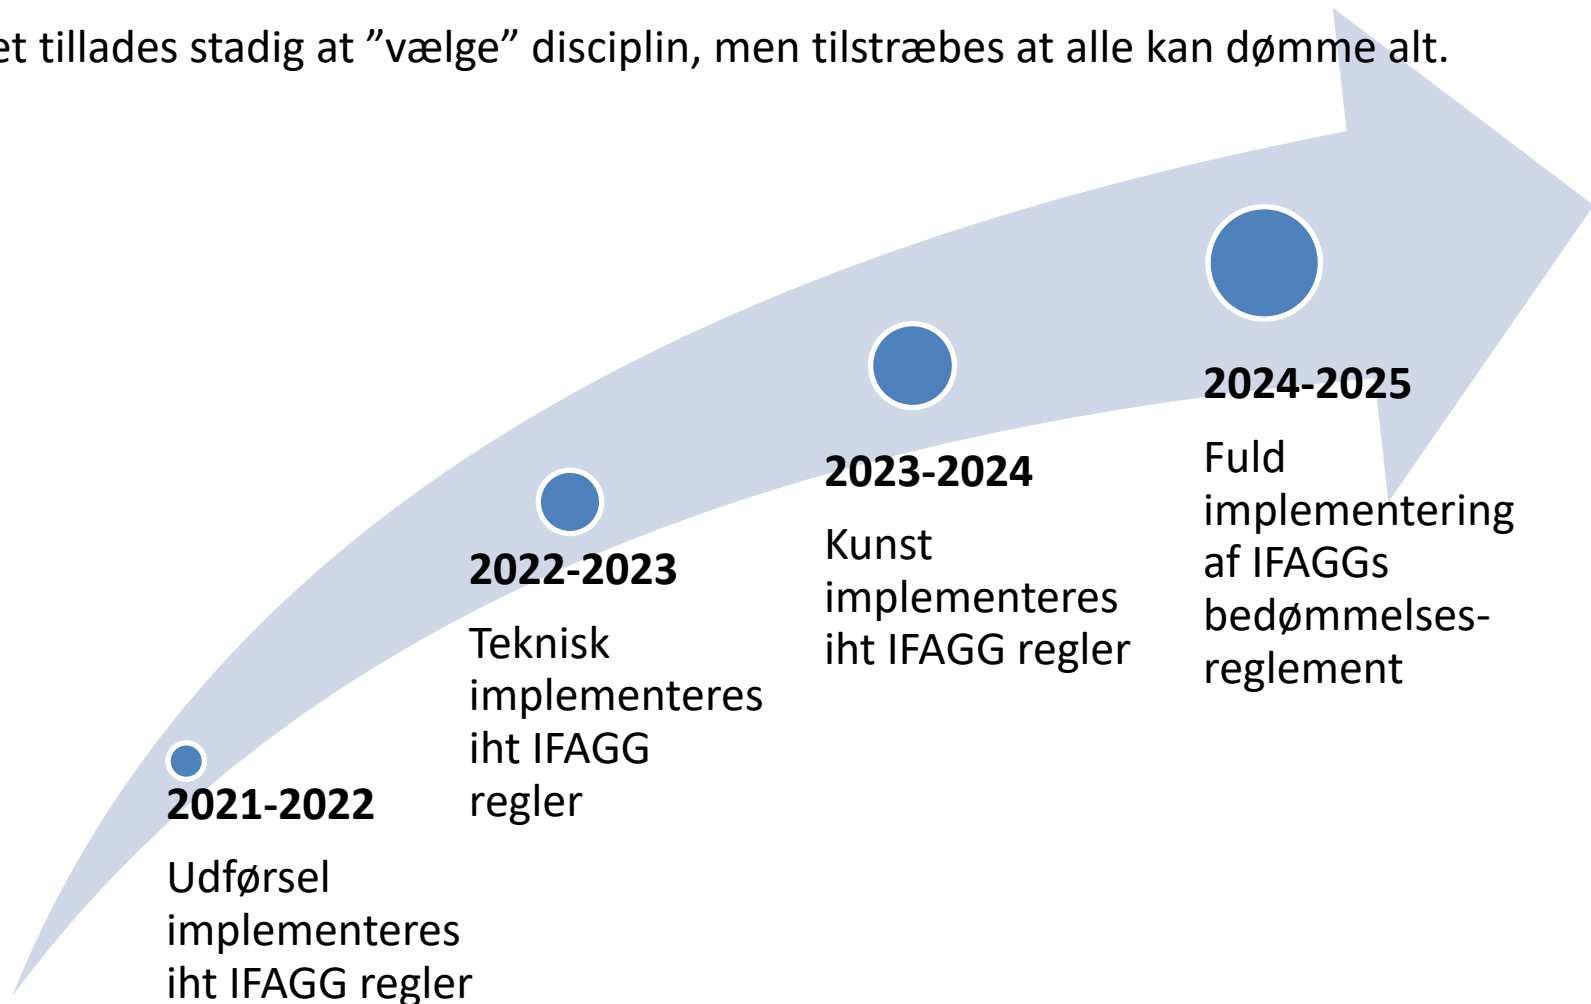 et tillades stadig at ”vælge” disciplin, men tilstræbes at alle kan dømme alt.
2021-2022
Udførsel
implementeres
iht IFAGG regler
2022-2023
Teknisk
implementeres
iht IFAGG
regler
2023-2024
Kunst
implementeres
iht IFAGG regler
2024-2025
Fuld
implementering
af IFAGGs
bedømmelses-
reglement